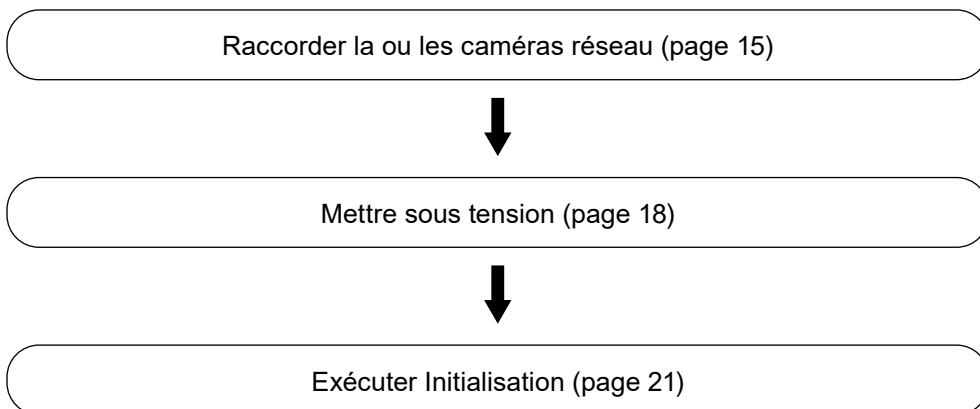 Raccorder la ou les caméras réseau (page 15)
Mettre sous tension (page 18)
Exécuter Initialisation (page 21)